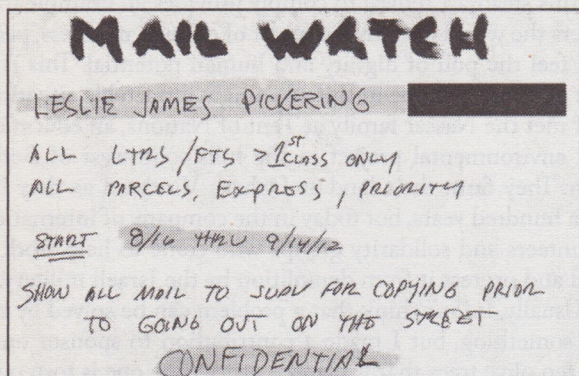 MAIL WATCH
LESLIE JAMES PICKERING
ALL LTRS/FTS > 1st CLASS ONLY
ALL PARCELS, EXPRESS, PRIORITY
START 8/16 THRU 9/14/12
SHOW ALL MAIL TO SUPV FOR COPYING PRIOR
TO GOING OUT ON THE STREET
CONFIDENTIAL